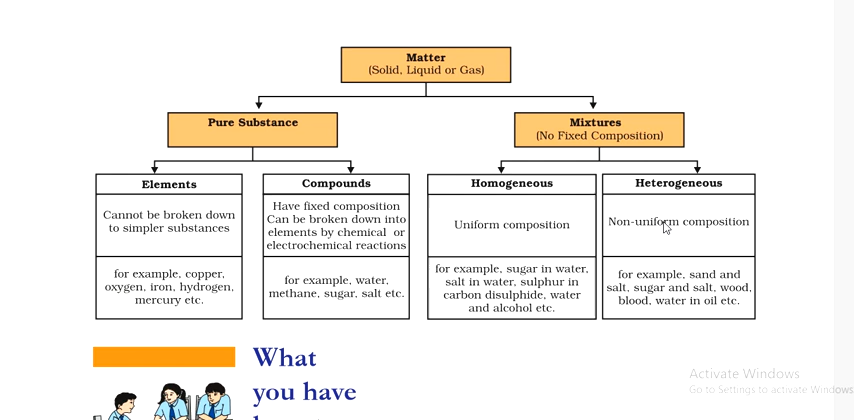 Matter
(Solid, Liquid or Gas)
Pure Substance
Mixtures
(No Fixed Composition)
Elements
Compounds
Homogeneous
Heterogeneous
Cannot be broken down
to simpler substances
Have fixed composition
Can be broken down into
elements by chemical or
electrochemical reactions
Uniform composition
Non-uniform composition
for example, copper,
oxygen, iron, hydrogen,
mercury etc.
for example, water,
methane, sugar, salt etc.
for example, sugar in water,
salt in water, sulphur in
carbon disulphide, water
and alcohol etc.
for example, sand and
salt, sugar and salt, wood,
blood, water in oil etc.
What
you have
Activate Windows
Go to Settings to activate Windows